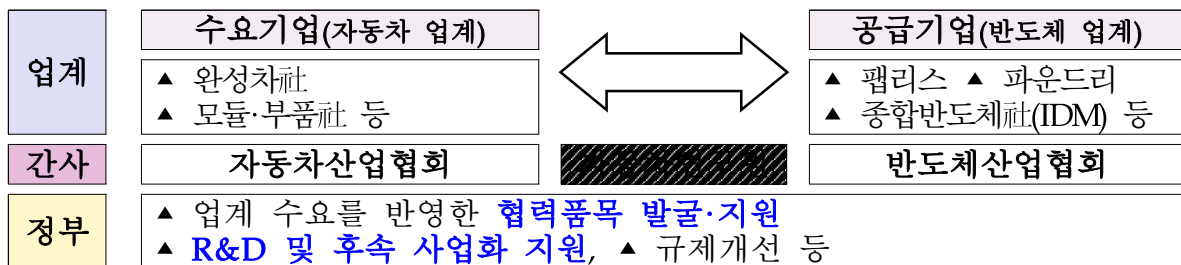 업계
수요기업(자동차 업계)
▲ 완성차社
▲ 모듈·부품社 등
공급기업(반도체 업계)
▲ 팹리스 ▲ 파운드리
▲ 종합반도체社(IDM) 등
간사
자동차산업협회
반도체산업협회
정부
▲ 업계 수요를 반영한 협력품목 발굴·지원
▲ R&D 및 후속 사업화 지원, ▲ 규제개선 등